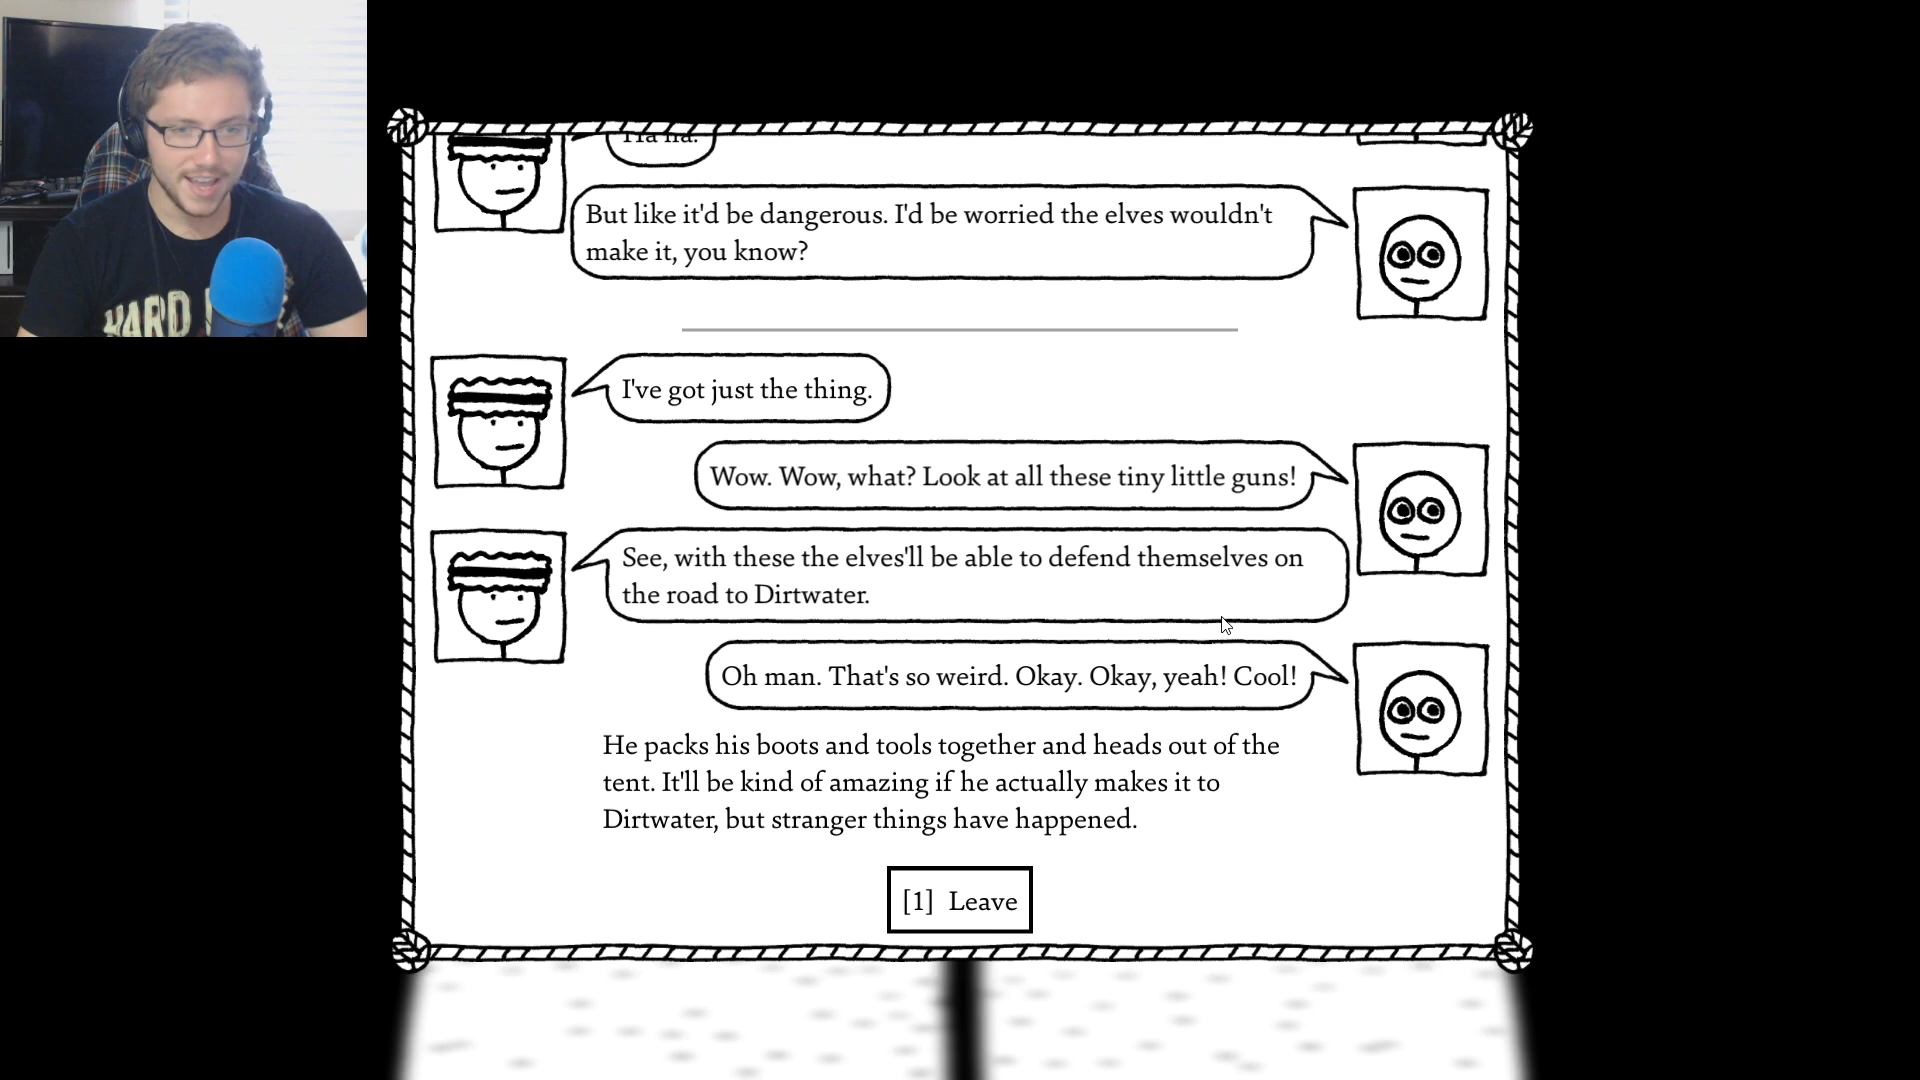 Ha ha.
But like it'd be dangerous. I'd be worried the elves wouldn't
make it, you know?
I've got just the thing.
Wow. Wow, what? Look at all these tiny little guns!
See, with these the elves'll be able to defend themselves on
the road to Dirtwater.
Oh man. That's so weird. Okay. Okay, yeah! Cool!
He packs his boots and tools together and heads out of the
tent. It'll be kind of amazing if he actually makes it to
Dirtwater, but stranger things have happened.
[1] Leave
HARD